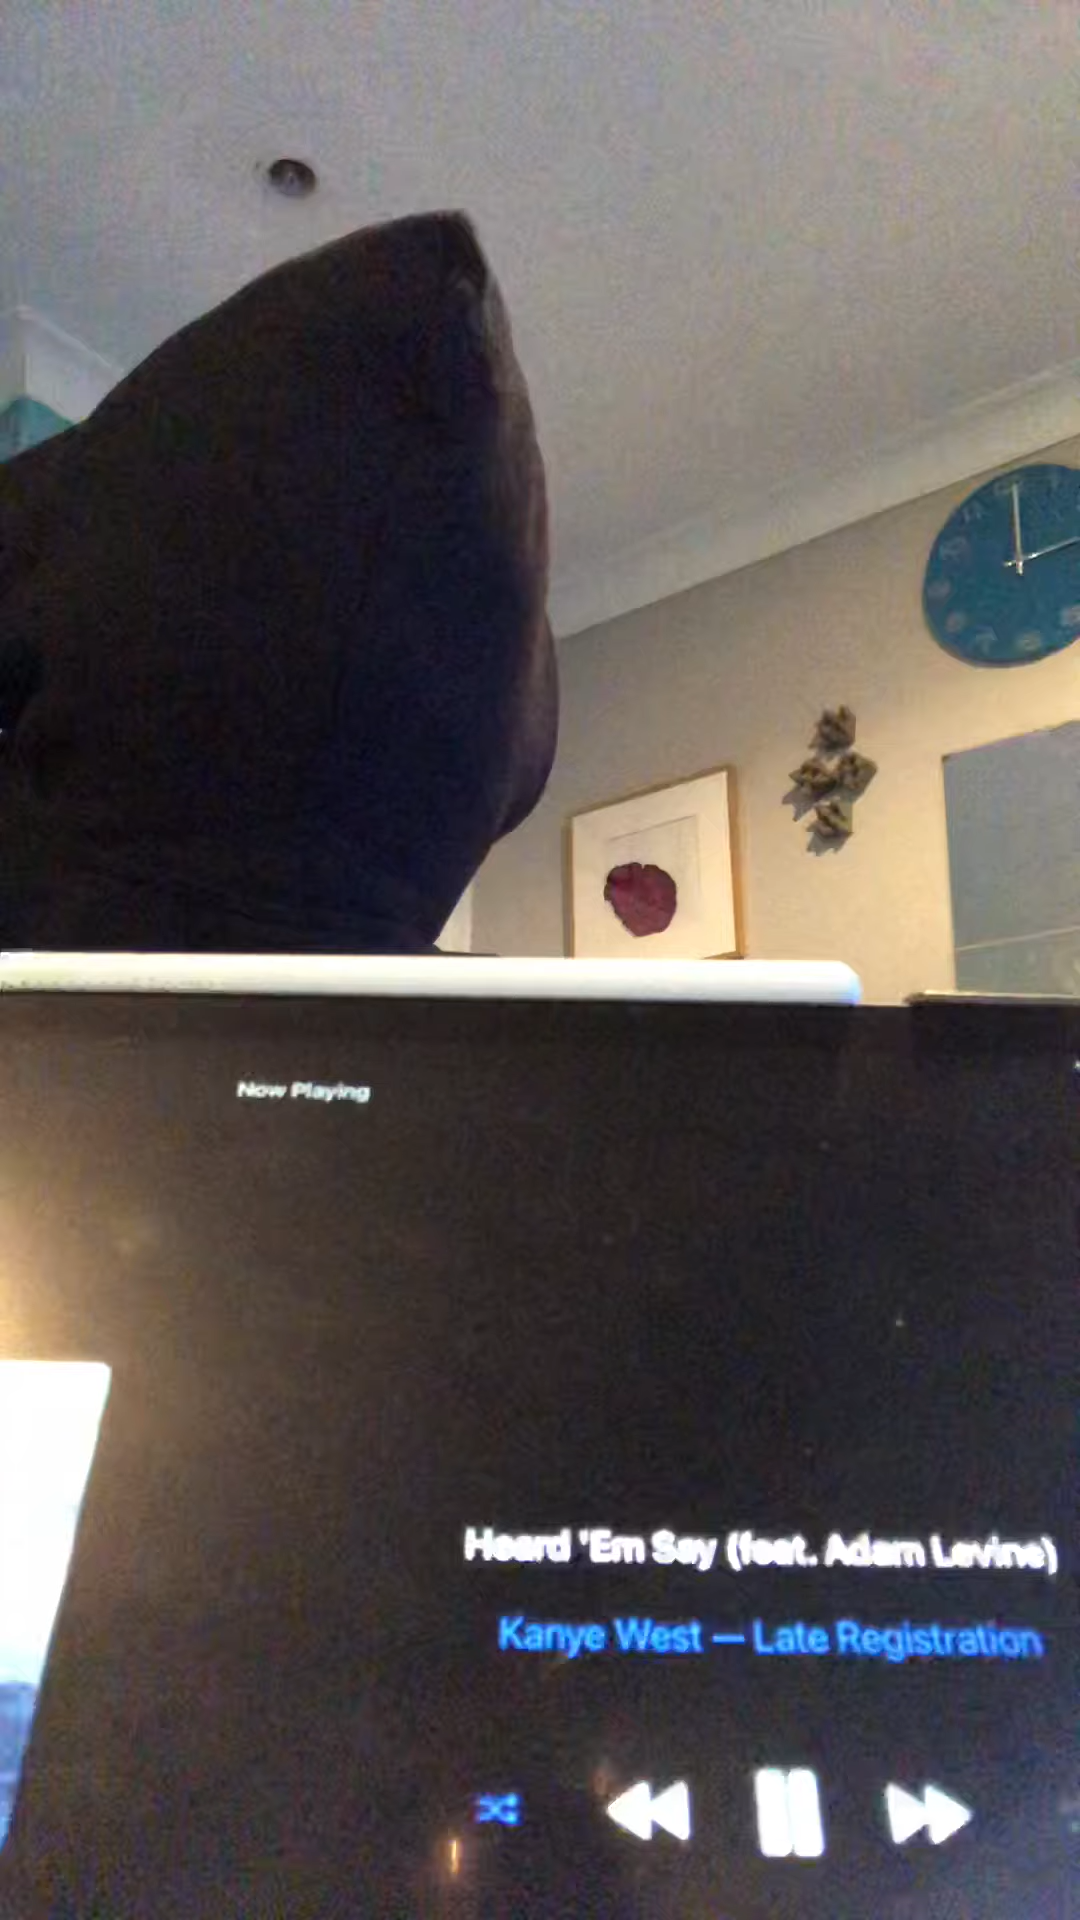 Now Playing
Heard 'Em Say (feat. Adam Levine)
Kanye West — Late Registration